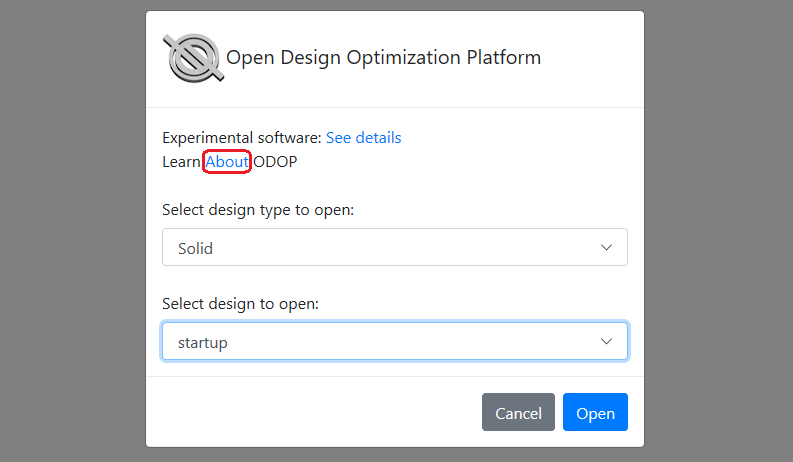 Open Design Optimization Platform
Experimental software: See details
Learn About ODOP
Select design type to open:
Solid
Select design to open:
startup
Cancel Open